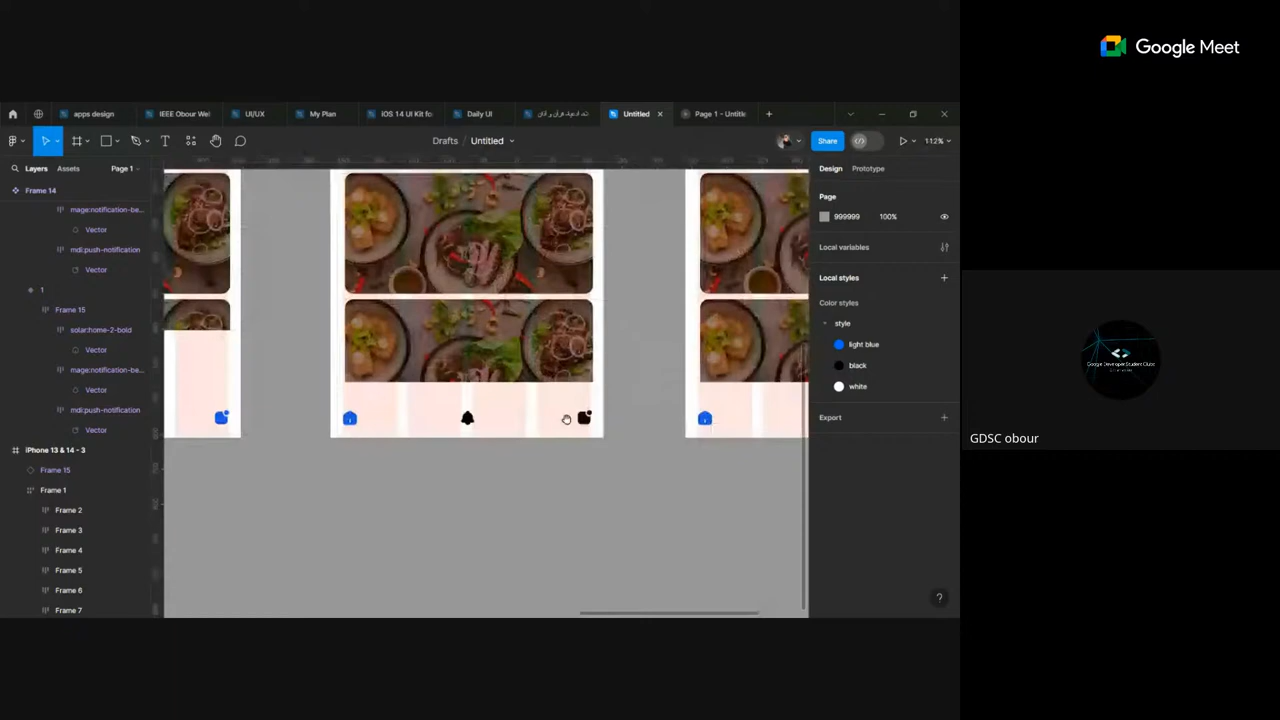 Google Meet
apps design
IEEE Obour Wel
UI/UX
My Plan
iOS 14 UI Kit fo
Daily UI
Untitled
Page 1 - Untitle
Drafts / Untitled
Share
112%
Layers
Assets
Page 1
Design
Prototype
Frame 14
mage:notification-be...
Vector
mdi:push-notification
Vector
1
Frame 15
solar:home-2-bold
Vector
mage:notification-be...
Vector
mdi:push-notification
Vector
iPhone 13 & 14 - 3
Frame 15
Frame 1
Frame 2
Frame 3
Frame 4
Frame 5
Frame 6
Frame 7
Page
999999
100%
Local variables
Local styles
Color styles
style
light blue
black
white
Export
?
Google Developer Student Clubs
GDSC obour